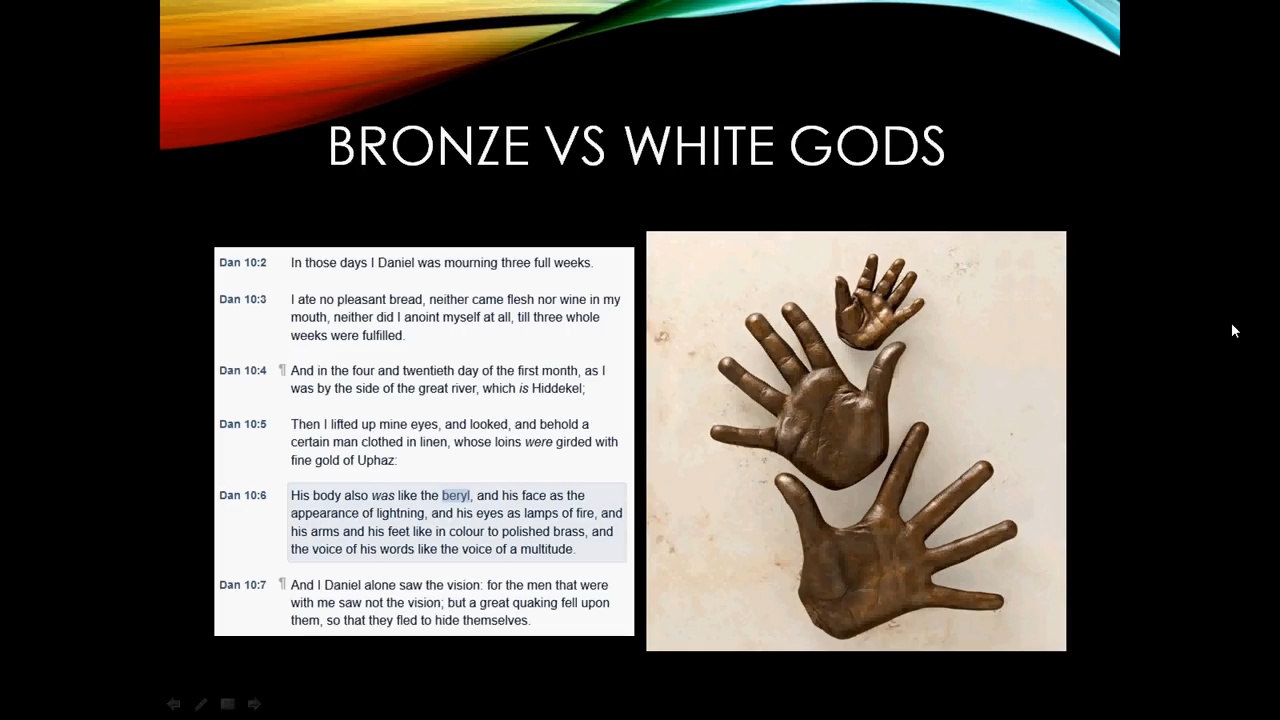 BRONZE VS WHITE GODS
Dan 10:2 In those days I Daniel was mourning three full weeks.
Dan 10:3 I ate no pleasant bread, neither came flesh nor wine in my
mouth, neither did I anoint myself at all, till three whole
weeks were fulfilled.
Dan 10:4 ¶ And in the four and twentieth day of the first month, as I
was by the side of the great river, which is Hiddekel;
Dan 10:5 Then I lifted up mine eyes, and looked, and behold a
certain man clothed in linen, whose loins were girded with
fine gold of Uphaz:
Dan 10:6 His body also was like the beryl, and his face as the
appearance of lightning, and his eyes as lamps of fire, and
his arms and his feet like in colour to polished brass, and
the voice of his words like the voice of a multitude.
Dan 10:7 ¶ And I Daniel alone saw the vision: for the men that were
with me saw not the vision; but a great quaking fell upon
them, so that they fled to hide themselves.